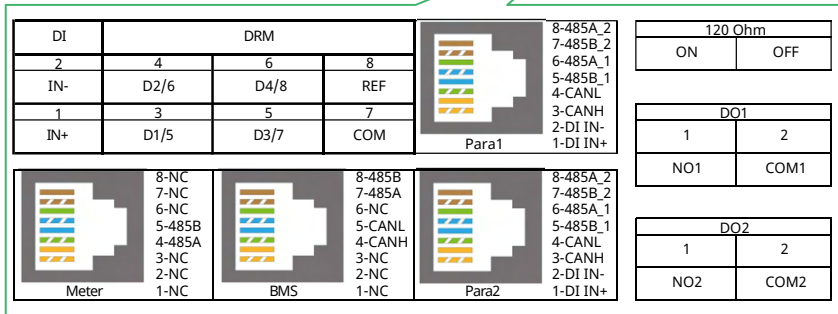 DI DRM
2 4 6 8
IN- D2/6 D4/8 REF
1 3 5 7
IN+ D1/5 D3/7 COM
8-485A_2
7-485B_2
6-485A_1
5-485B_1
4-CANL
3-CANH
2-DI IN-
1-DI IN+
Para1
120 Ohm
ON OFF
DO1
1 2
NO1 COM1
8-NC
7-NC
6-NC
5-485B
4-485A
3-NC
2-NC
1-NC
Meter
8-485B
7-485A
6-NC
5-CANL
4-CANH
3-NC
2-NC
1-NC
BMS
8-485A_2
7-485B_2
6-485A_1
5-485B_1
4-CANL
3-CANH
2-DI IN-
1-DI IN+
Para2
DO2
1 2
NO2 COM2